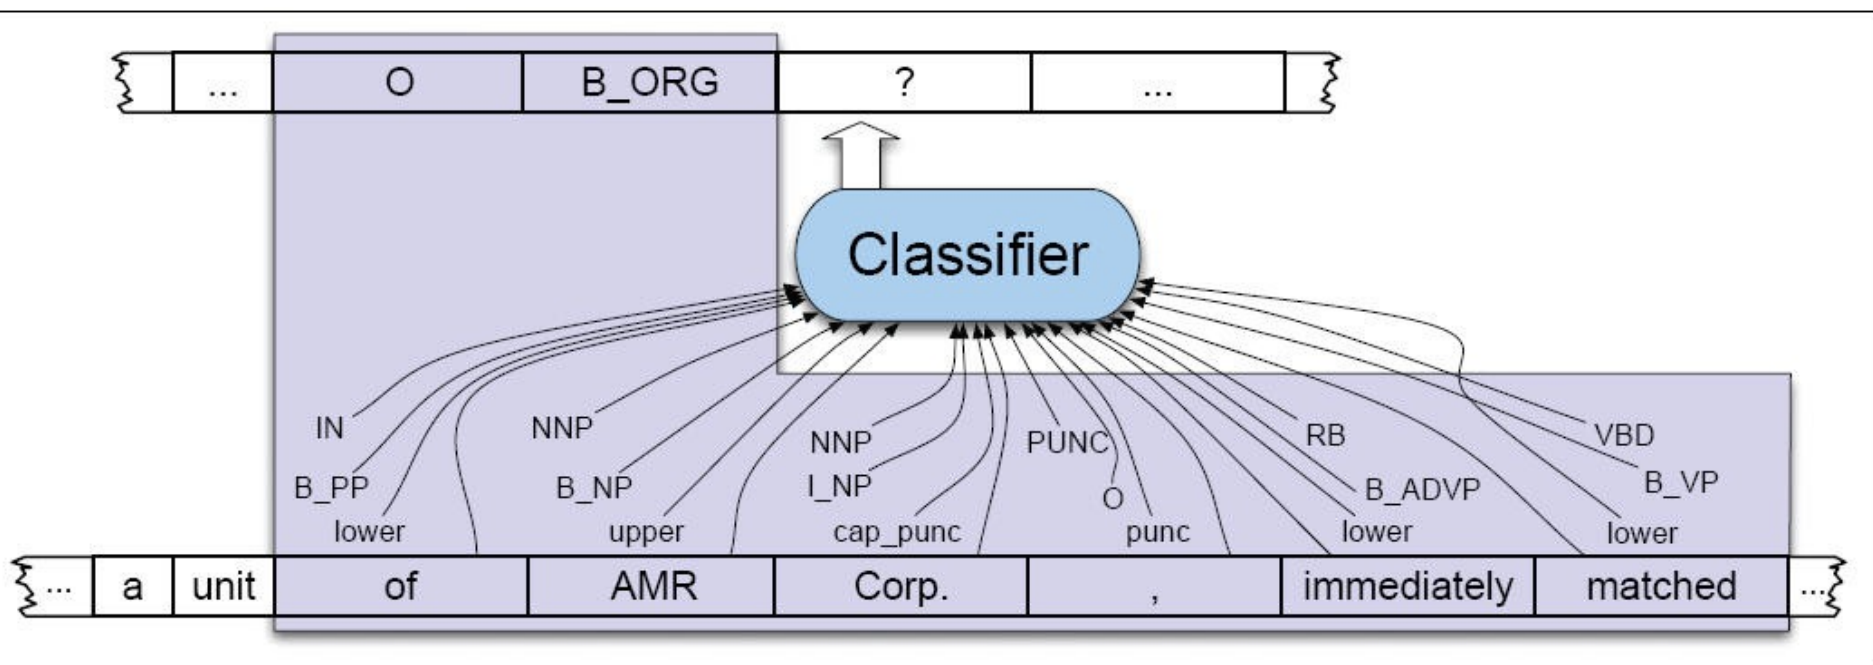 ... O B_ORG ? ...
Classifier
IN NNP NNP PUNC RB VBD
B_PP B_NP I_NP O B_ADVP B_VP
lower upper cap_punc punc lower lower
... a unit of AMR Corp. , immediately matched ...